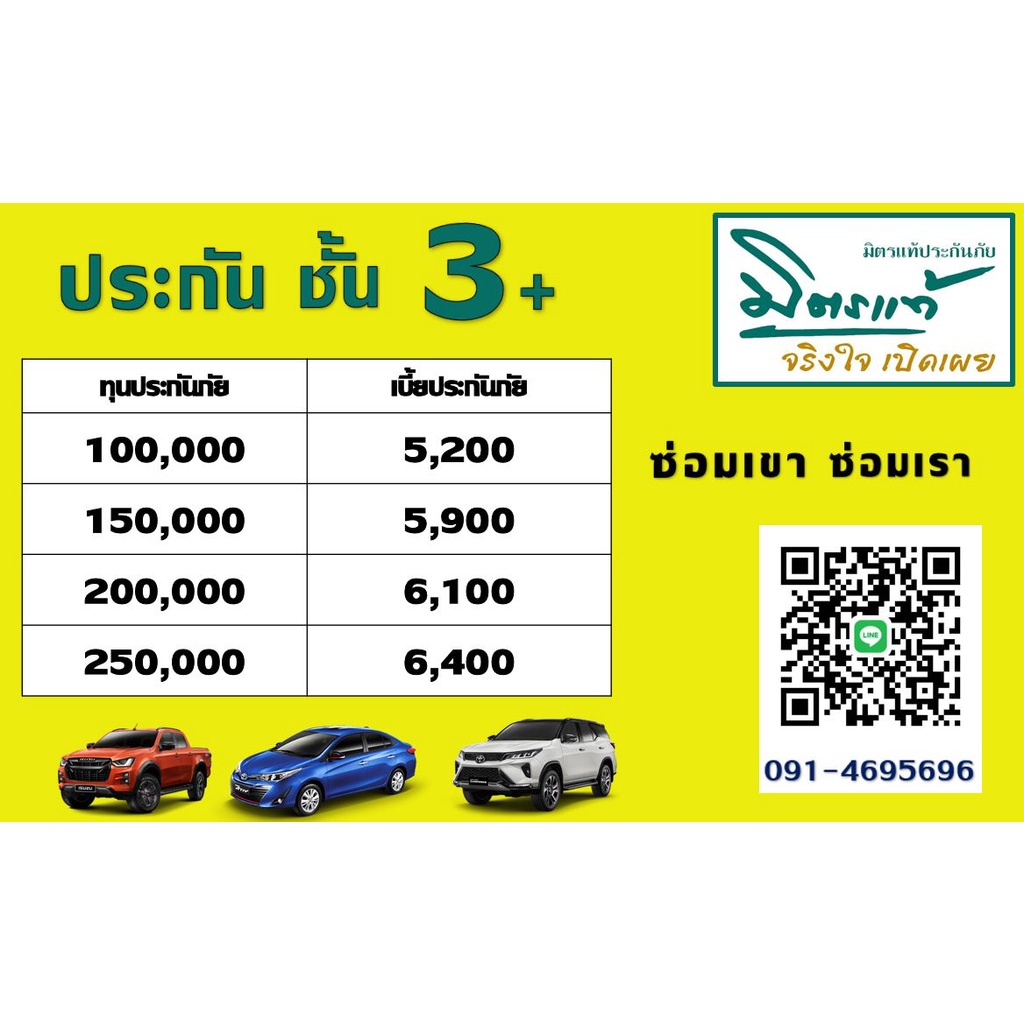 ประกัน ชั้น 3+
มิตรแท้ประกันภัย
มิตรแท้
จริงใจ เปิดเผย
ทุนประกันภัย เบี้ยประกันภัย
100,000 5,200
150,000 5,900
200,000 6,100
250,000 6,400
ซ่อมเขา ซ่อมเรา
LINE
091-4695696
ISUZU